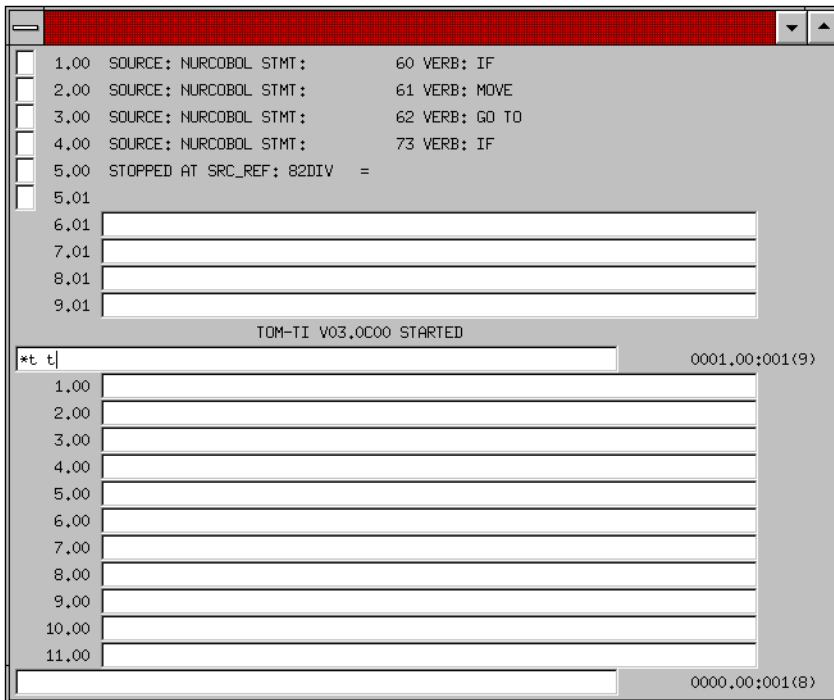 1.00 SOURCE: NURCOBOL STMT: 60 VERB: IF
2.00 SOURCE: NURCOBOL STMT: 61 VERB: MOVE
3.00 SOURCE: NURCOBOL STMT: 62 VERB: GO TO
4.00 SOURCE: NURCOBOL STMT: 73 VERB: IF
5.00 STOPPED AT SRC_REF: 82DIV =
5.01
6.01
7.01
8.01
9.01
TOM-TI V03.0C00 STARTED
*t t 0001.00:001(9)
1.00
2.00
3.00
4.00
5.00
6.00
7.00
8.00
9.00
10.00
11.00
0000.00:001(8)